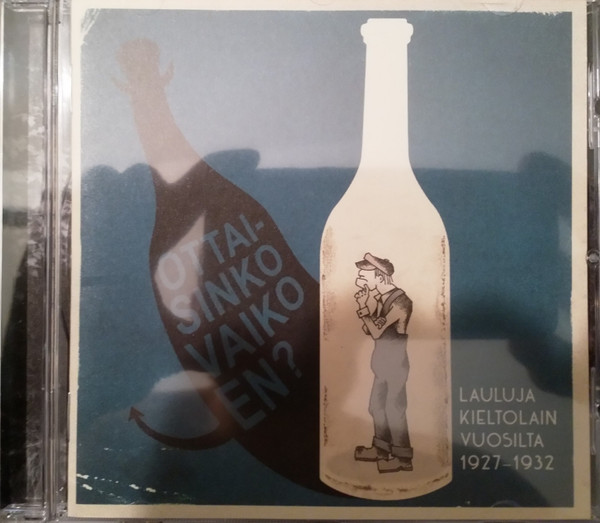 OTTAI-
SINKO
VAIKO
EN?
LAULUJA
KIELTOLAIN
VUOSILTA
1927–1932